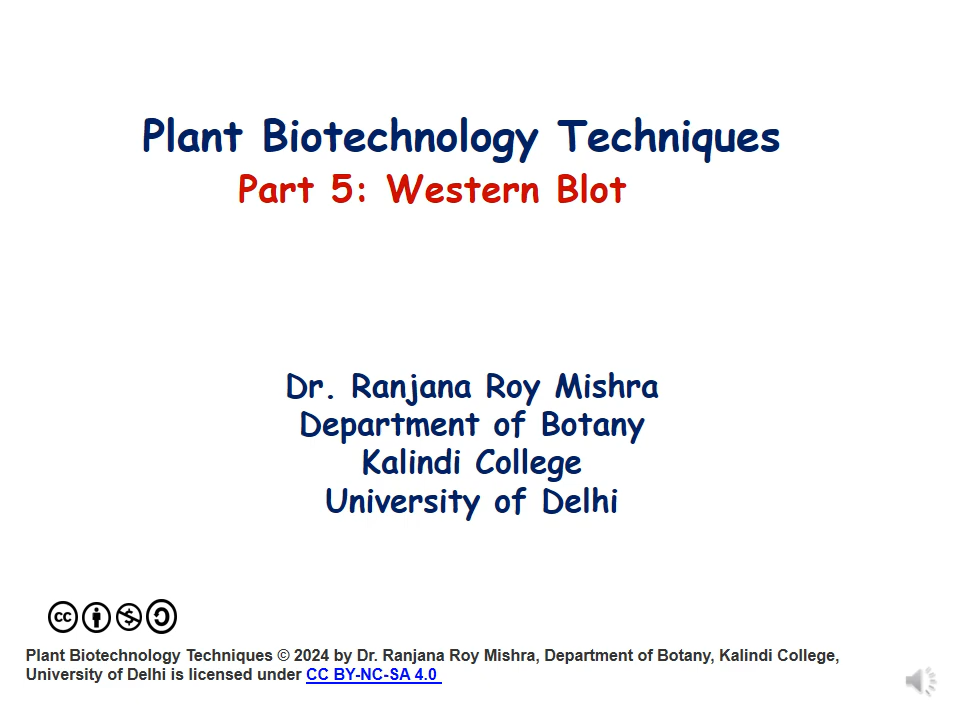 Plant Biotechnology Techniques
Part 5: Western Blot
Dr. Ranjana Roy Mishra
Department of Botany
Kalindi College
University of Delhi
cc
Plant Biotechnology Techniques © 2024 by Dr. Ranjana Roy Mishra, Department of Botany, Kalindi College,
University of Delhi is licensed under CC BY-NC-SA 4.0